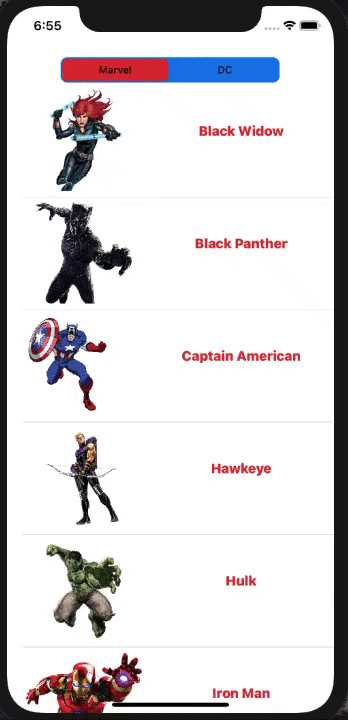 6:55
Marvel
DC
Black Widow
Black Panther
Captain American
Hawkeye
Hulk
Iron Man